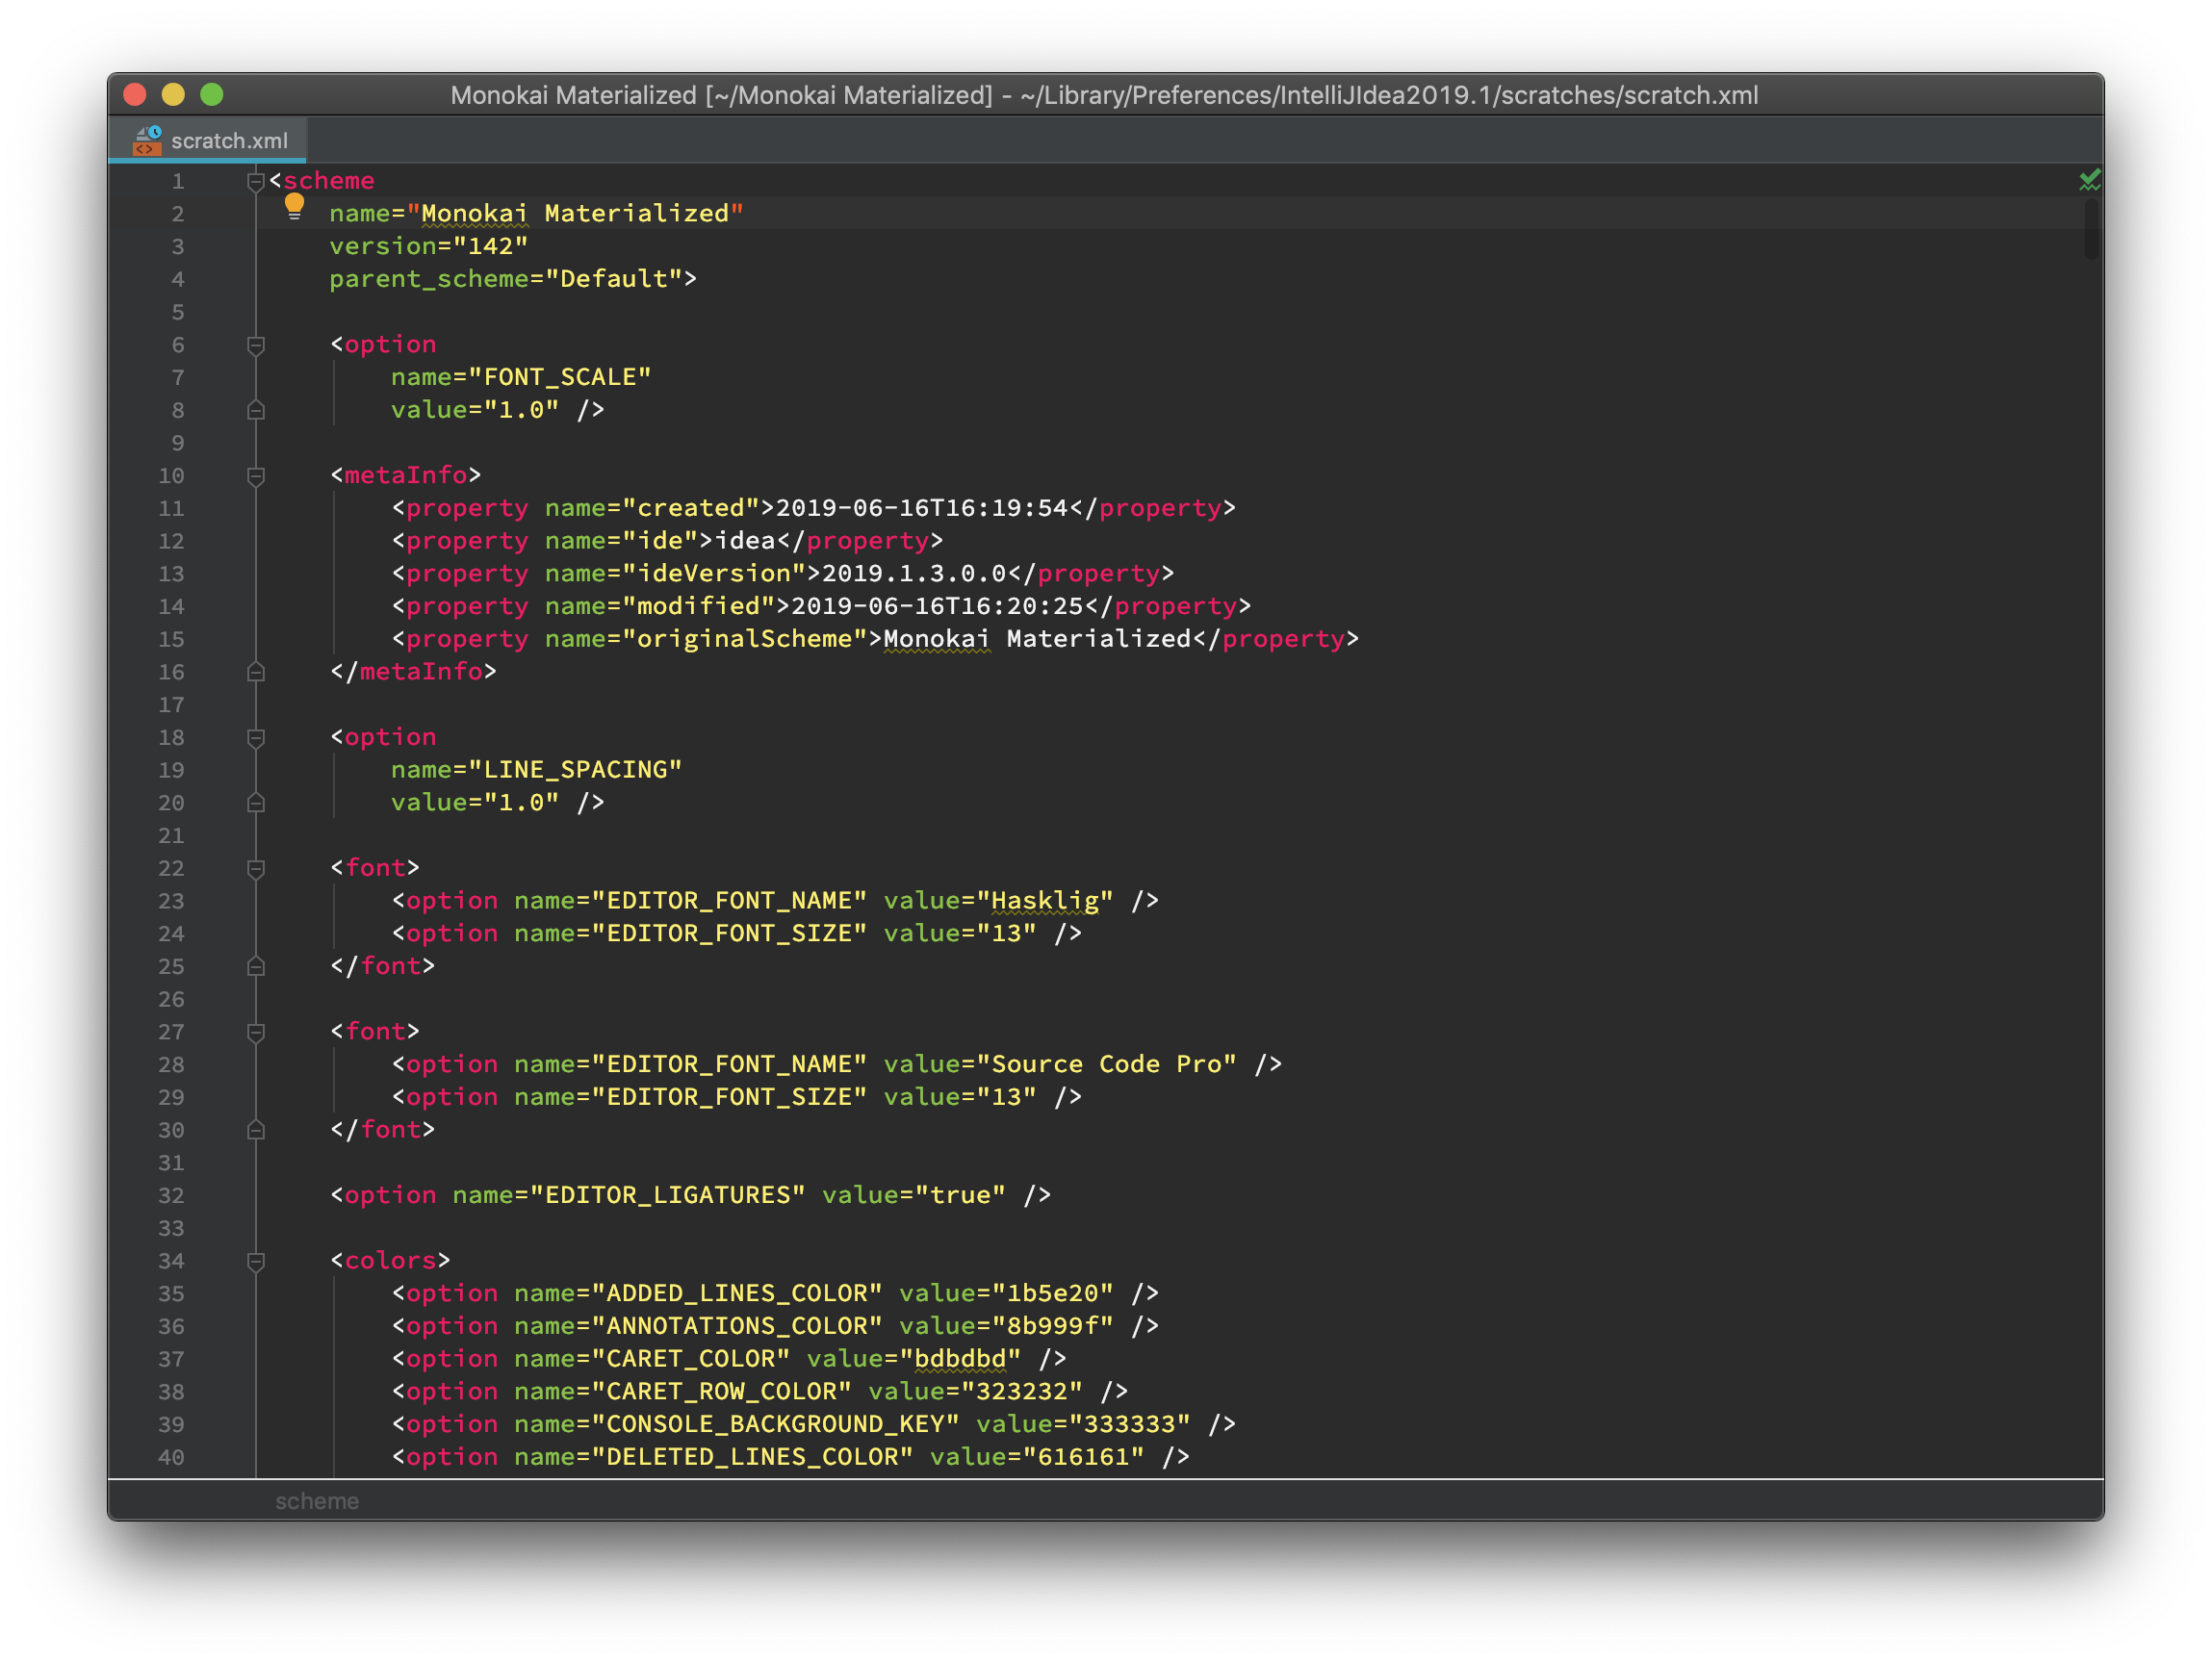 Monokai Materialized [~/Monokai Materialized] - ~/Library/Preferences/IntelliJIdea2019.1/scratches/scratch.xml
scratch.xml
1 <scheme
2     name="Monokai Materialized"
3     version="142"
4     parent_scheme="Default">
5
6     <option
7         name="FONT_SCALE"
8         value="1.0" />
9
10     <metaInfo>
11         <property name="created">2019-06-16T16:19:54</property>
12         <property name="ide">idea</property>
13         <property name="ideVersion">2019.1.3.0.0</property>
14         <property name="modified">2019-06-16T16:20:25</property>
15         <property name="originalScheme">Monokai Materialized</property>
16     </metaInfo>
17
18     <option
19         name="LINE_SPACING"
20         value="1.0" />
21
22     <font>
23         <option name="EDITOR_FONT_NAME" value="Hasklig" />
24         <option name="EDITOR_FONT_SIZE" value="13" />
25     </font>
26
27     <font>
28         <option name="EDITOR_FONT_NAME" value="Source Code Pro" />
29         <option name="EDITOR_FONT_SIZE" value="13" />
30     </font>
31
32     <option name="EDITOR_LIGATURES" value="true" />
33
34     <colors>
35         <option name="ADDED_LINES_COLOR" value="1b5e20" />
36         <option name="ANNOTATIONS_COLOR" value="8b999f" />
37         <option name="CARET_COLOR" value="bdbdbd" />
38         <option name="CARET_ROW_COLOR" value="323232" />
39         <option name="CONSOLE_BACKGROUND_KEY" value="333333" />
40         <option name="DELETED_LINES_COLOR" value="616161" />
scheme